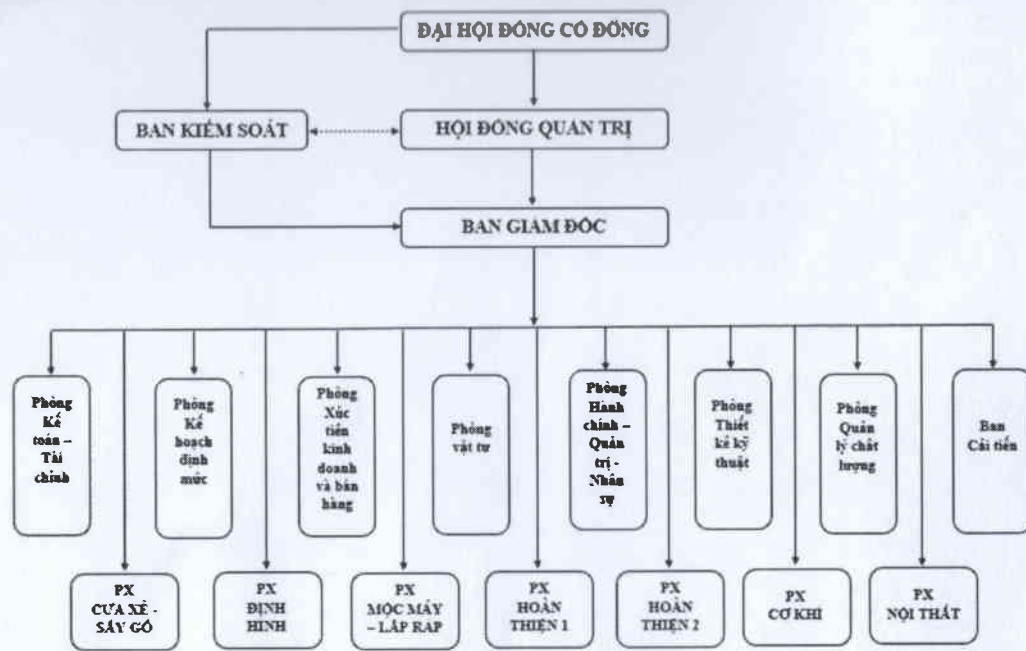 ĐẠI HỘI ĐỒNG CỔ ĐÔNG
BAN KIỂM SOÁT
HỘI ĐỒNG QUẢN TRỊ
BAN GIÁM ĐỐC
Phòng
Kế
toán –
Tài
chính
Phòng
Kế
hoạch
định
mức
Phòng
Xúc
tiến
kinh
doanh
và bán
hàng
Phòng
vật tư
Phòng
Hành
chính –
Quản
trị -
Nhân
sự
Phòng
Thiết
kế kỹ
thuật
Phòng
Quản
lý chất
lượng
Ban
Cải tiến
PX
CƯA XẺ -
SẤY GỖ
PX
ĐỊNH
HÌNH
PX
MỘC MÁY
– LẮP RÁP
PX
HOÀN
THIỆN 1
PX
HOÀN
THIỆN 2
PX
CƠ KHÍ
PX
NỘI THẤT